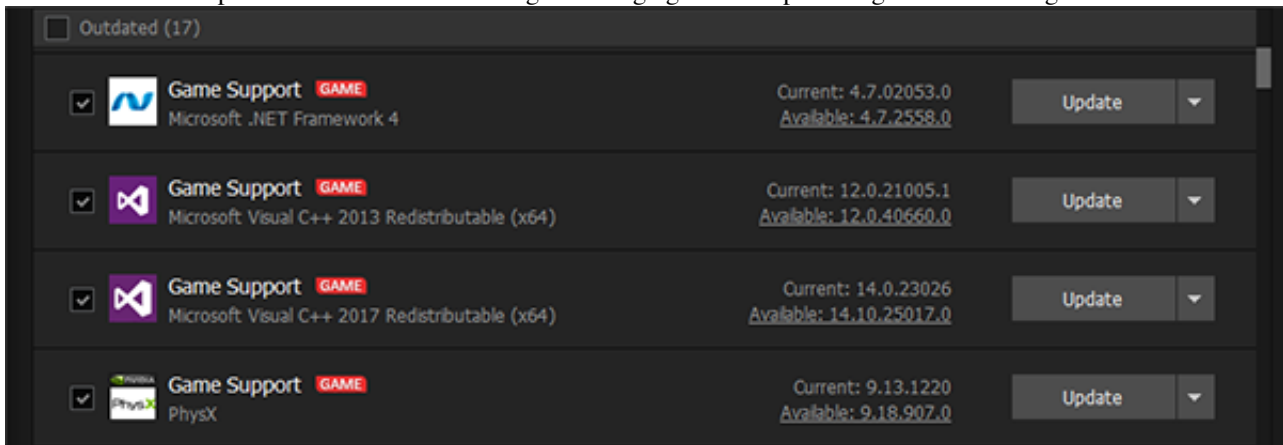 Outdated (17)
Game Support GAME
Microsoft .NET Framework 4
Current: 4.7.02053.0
Available: 4.7.2558.0
Update
Game Support GAME
Microsoft Visual C++ 2013 Redistributable (x64)
Current: 12.0.21005.1
Available: 12.0.40660.0
Update
Game Support GAME
Microsoft Visual C++ 2017 Redistributable (x64)
Current: 14.0.23026
Available: 14.10.25017.0
Update
Game Support GAME
PhysX
Current: 9.13.1220
Available: 9.18.907.0
Update